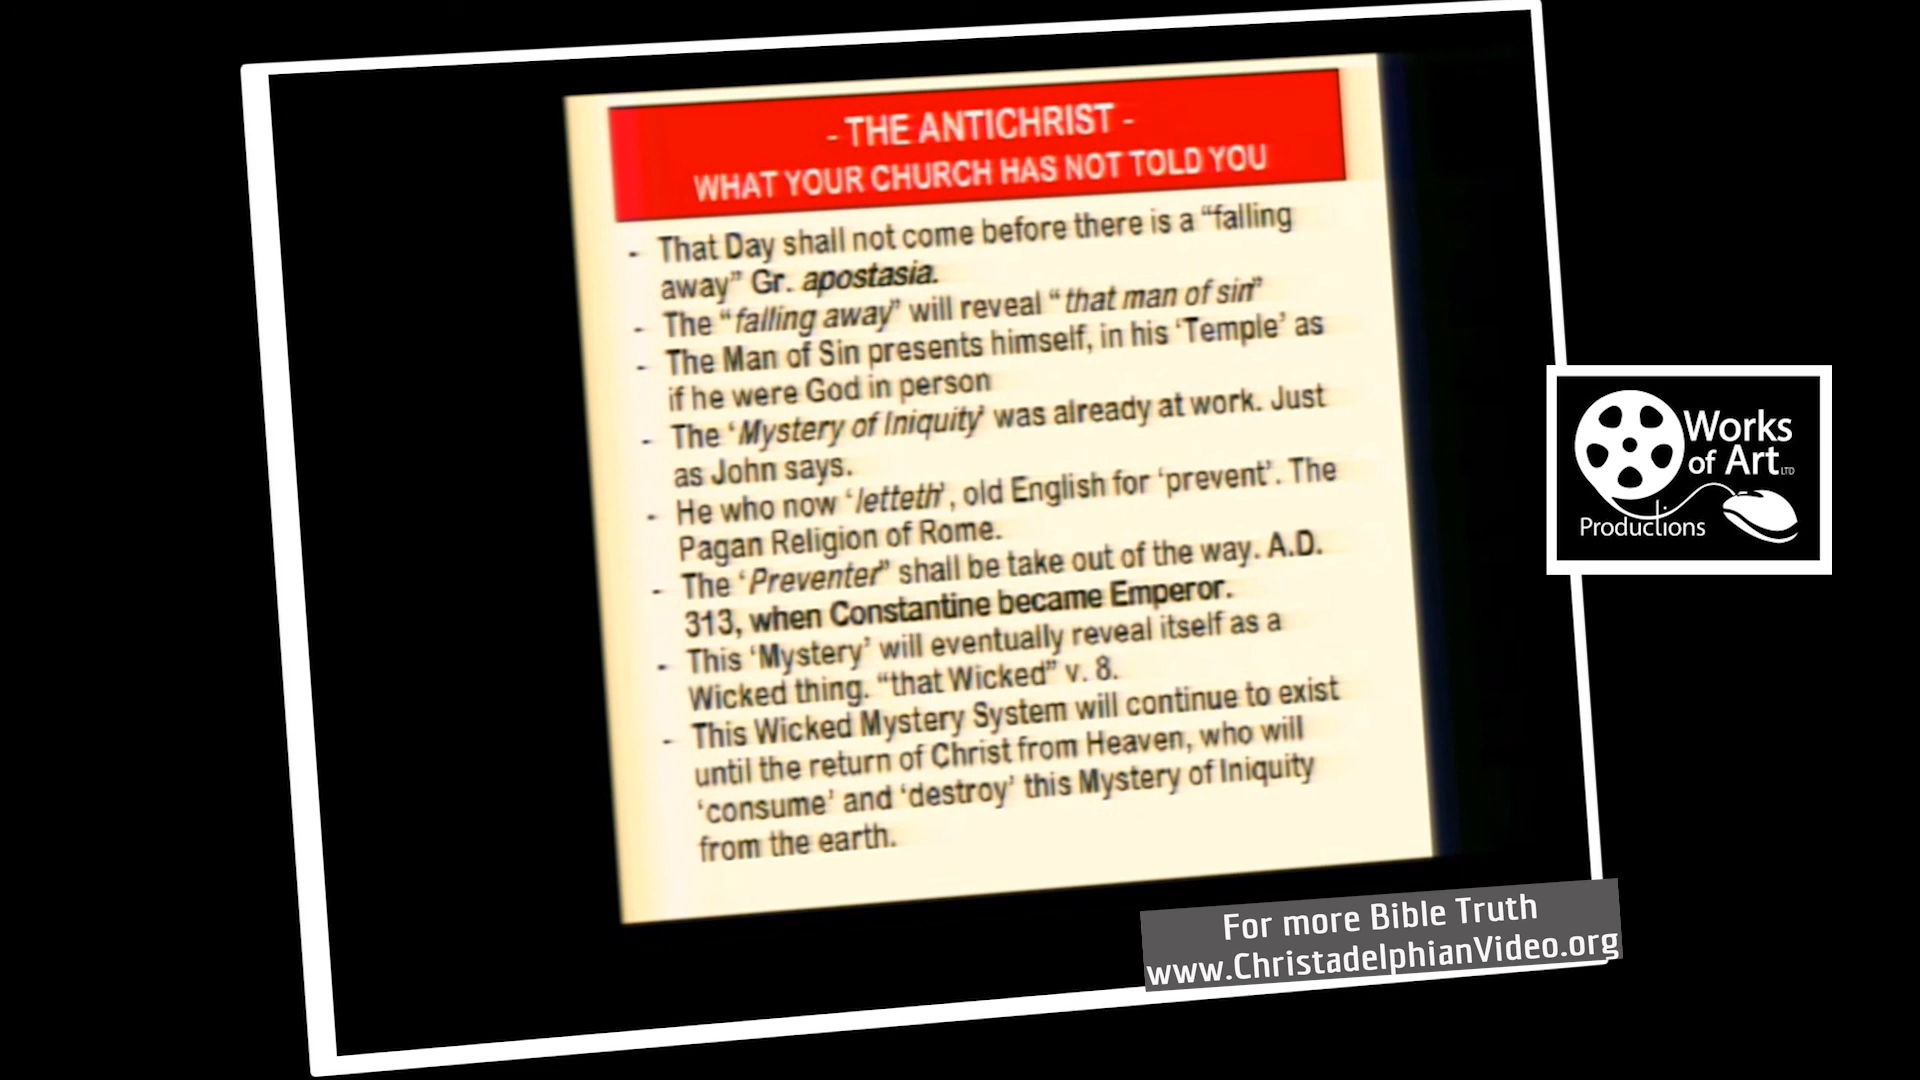 - THE ANTICHRIST -
WHAT YOUR CHURCH HAS NOT TOLD YOU
- That Day shall not come before there is a “falling
away” Gr. apostasia.
- The “falling away” will reveal “that man of sin”
- The Man of Sin presents himself, in his ‘Temple’ as
if he were God in person
- The ‘Mystery of Iniquity’ was already at work. Just
as John says.
- He who now ‘letteth’, old English for ‘prevent’. The
Pagan Religion of Rome.
- The ‘Preventer” shall be take out of the way. A.D.
313, when Constantine became Emperor.
- This ‘Mystery’ will eventually reveal itself as a
Wicked thing. “that Wicked” v. 8.
- This Wicked Mystery System will continue to exist
until the return of Christ from Heaven, who will
‘consume’ and ‘destroy’ this Mystery of Iniquity
from the earth.
Works
of Art LTD
Productions
For more Bible Truth
www.ChristadelphianVideo.org